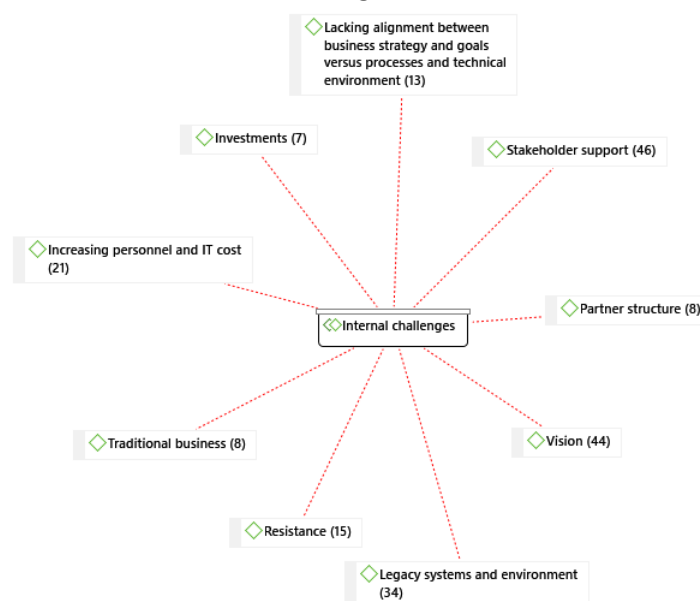 Lacking alignment between
business strategy and goals
versus processes and technical
environment (13)
Investments (7)
Stakeholder support (46)
Increasing personnel and IT cost
(21)
Partner structure (8)
Internal challenges
Traditional business (8)
Vision (44)
Resistance (15)
Legacy systems and environment
(34)